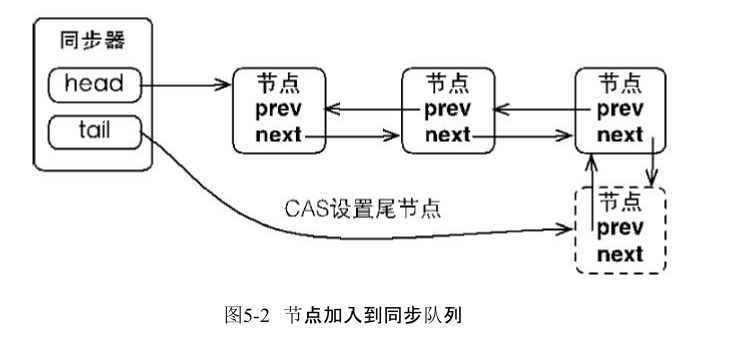 同步器
head
tail
节点
prev
next
节点
prev
next
节点
prev
next
CAS设置尾节点
节点
prev
next
图5-2 节点加入到同步队列